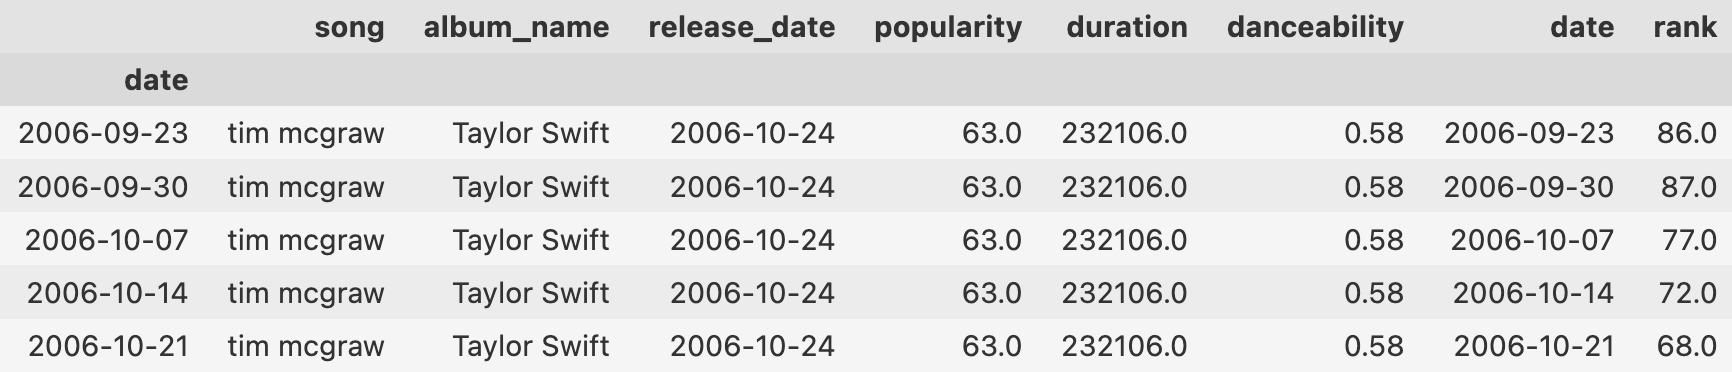 song album_name release_date popularity duration danceability date rank
date
2006-09-23 tim mcgraw Taylor Swift 2006-10-24 63.0 232106.0 0.58 2006-09-23 86.0
2006-09-30 tim mcgraw Taylor Swift 2006-10-24 63.0 232106.0 0.58 2006-09-30 87.0
2006-10-07 tim mcgraw Taylor Swift 2006-10-24 63.0 232106.0 0.58 2006-10-07 77.0
2006-10-14 tim mcgraw Taylor Swift 2006-10-24 63.0 232106.0 0.58 2006-10-14 72.0
2006-10-21 tim mcgraw Taylor Swift 2006-10-24 63.0 232106.0 0.58 2006-10-21 68.0